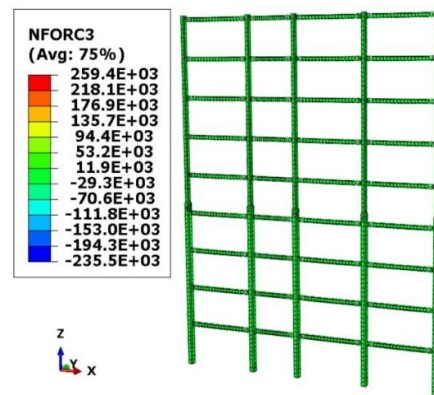 NFORC3
(Avg: 75%)
259.4E+03
218.1E+03
176.9E+03
135.7E+03
94.4E+03
53.2E+03
11.9E+03
-29.3E+03
-70.6E+03
-111.8E+03
-153.0E+03
-194.3E+03
-235.5E+03
Z
Y
X